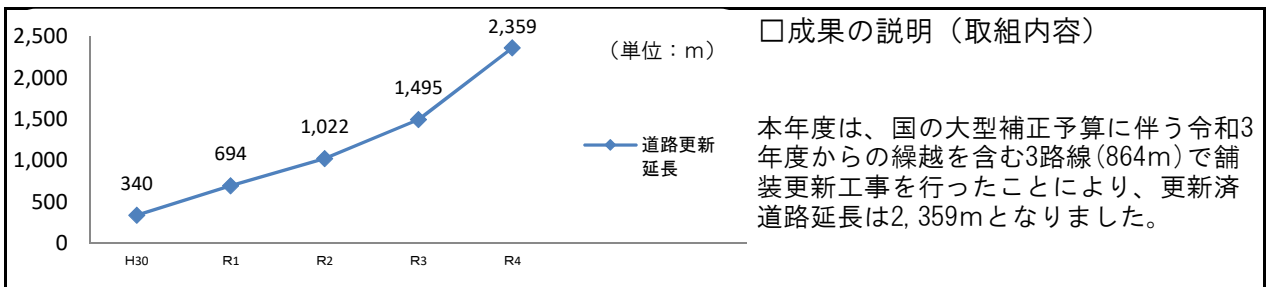 2,500
2,000
1,500
1,000
500
0
340
694
1,022
1,495
2,359
H30
R1
R2
R3
R4
（単位：ｍ）
道路更新
延長
□成果の説明（取組内容）
本年度は、国の大型補正予算に伴う令和3
年度からの繰越を含む3路線(864m)で舗
装更新工事を行ったことにより、更新済
道路延長は2,359mとなりました。